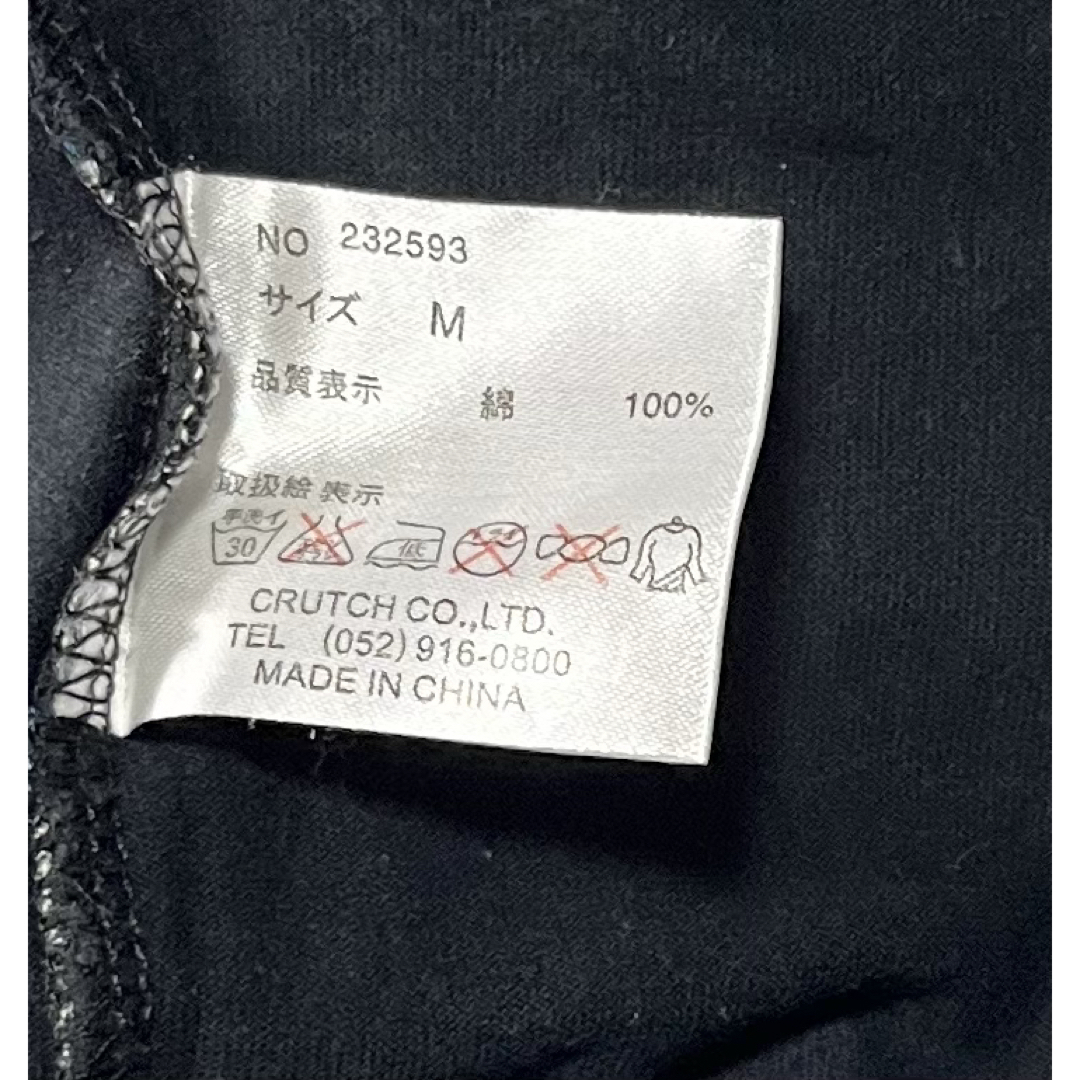 NO 232593
サイズ M
品質表示 綿 100%
取扱絵表示
手洗イ 30 低
CRUTCH CO.,LTD.
TEL (052) 916-0800
MADE IN CHINA